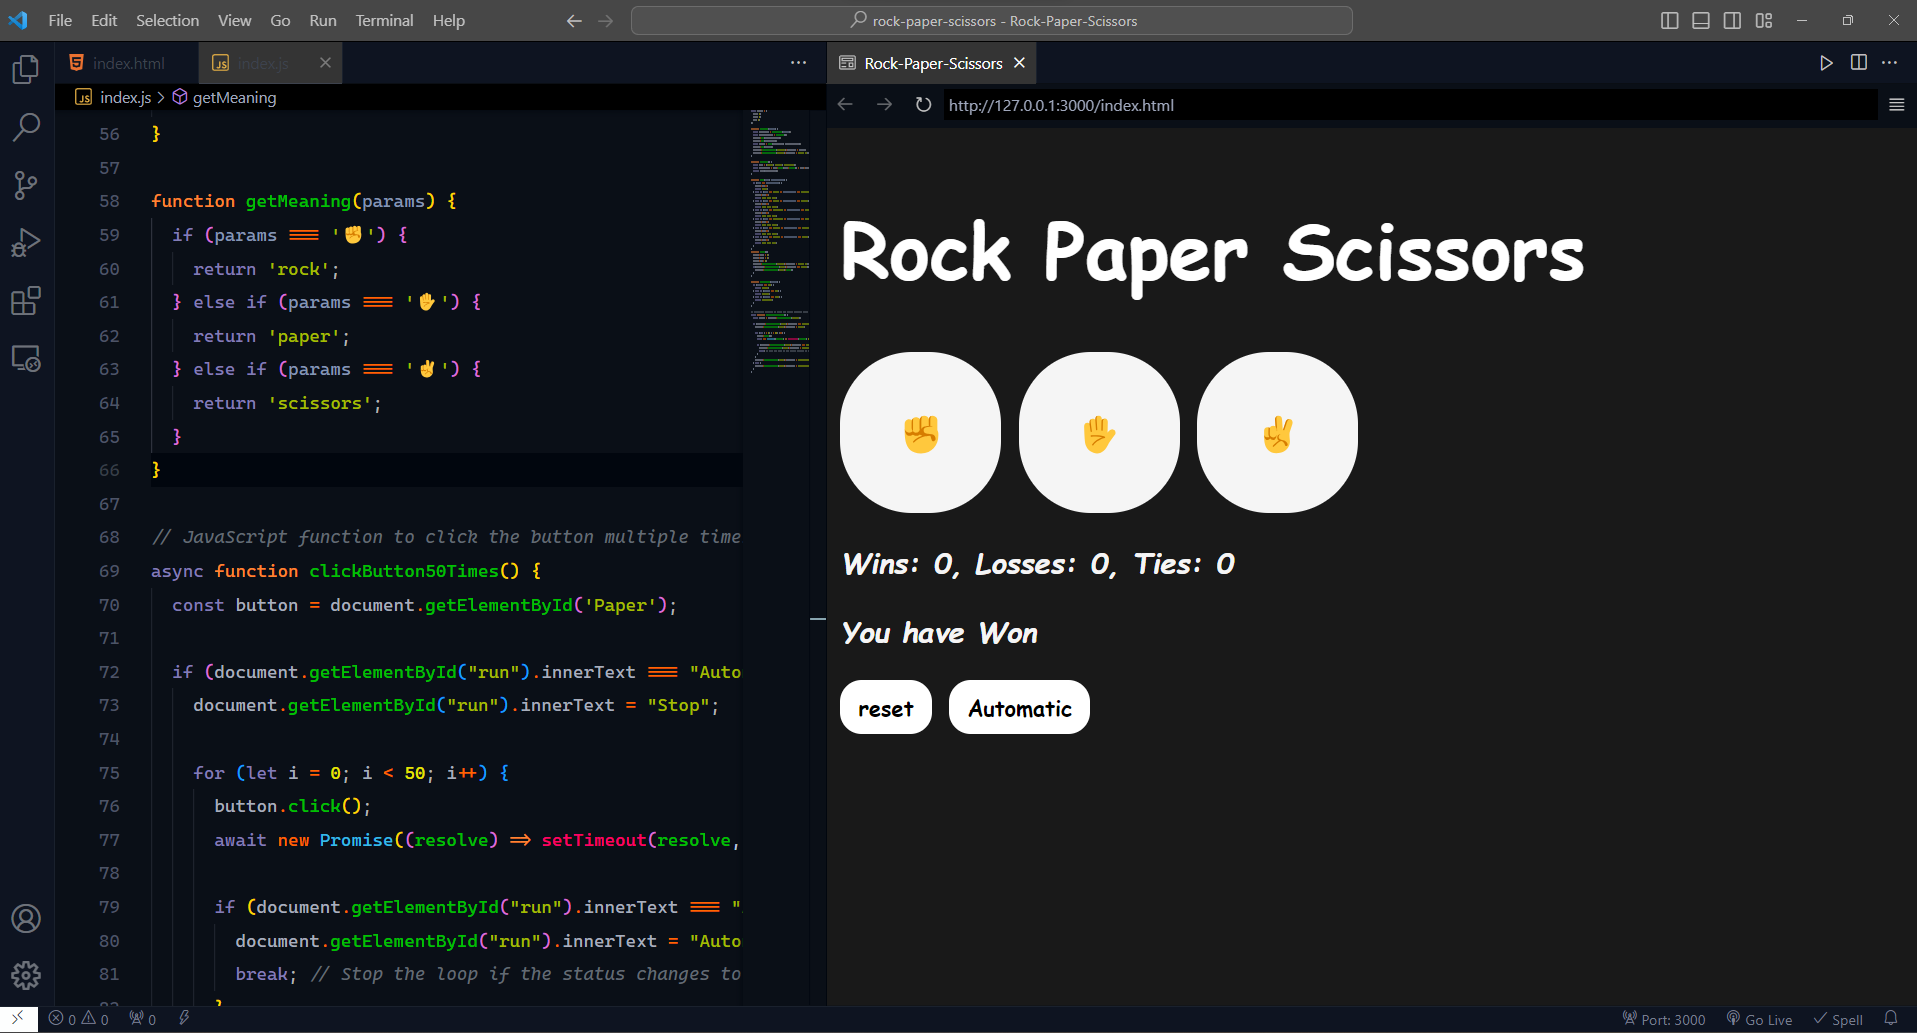 File Edit Selection View Go Run Terminal Help
rock-paper-scissors - Rock-Paper-Scissors
index.html
index.js
Rock-Paper-Scissors
index.js > getMeaning
http://127.0.0.1:3000/index.html
56 }
57
58 function getMeaning(params) {
59 if (params === '✊') {
60 return 'rock';
61 } else if (params === '✋') {
62 return 'paper';
63 } else if (params === '✌') {
64 return 'scissors';
65 }
66 }
67
68 // JavaScript function to click the button multiple time
69 async function clickButton50Times() {
70 const button = document.getElementById('Paper');
71
72 if (document.getElementById("run").innerText === "Auto
73 document.getElementById("run").innerText = "Stop";
74
75 for (let i = 0; i < 50; i++) {
76 button.click();
77 await new Promise((resolve) => setTimeout(resolve,
78
79 if (document.getElementById("run").innerText === "
80 document.getElementById("run").innerText = "Auto
81 break; // Stop the loop if the status changes to
Rock Paper Scissors
✊ ✋ ✌
Wins: 0, Losses: 0, Ties: 0
You have Won
reset Automatic
0 0 0
Port: 3000 Go Live Spell